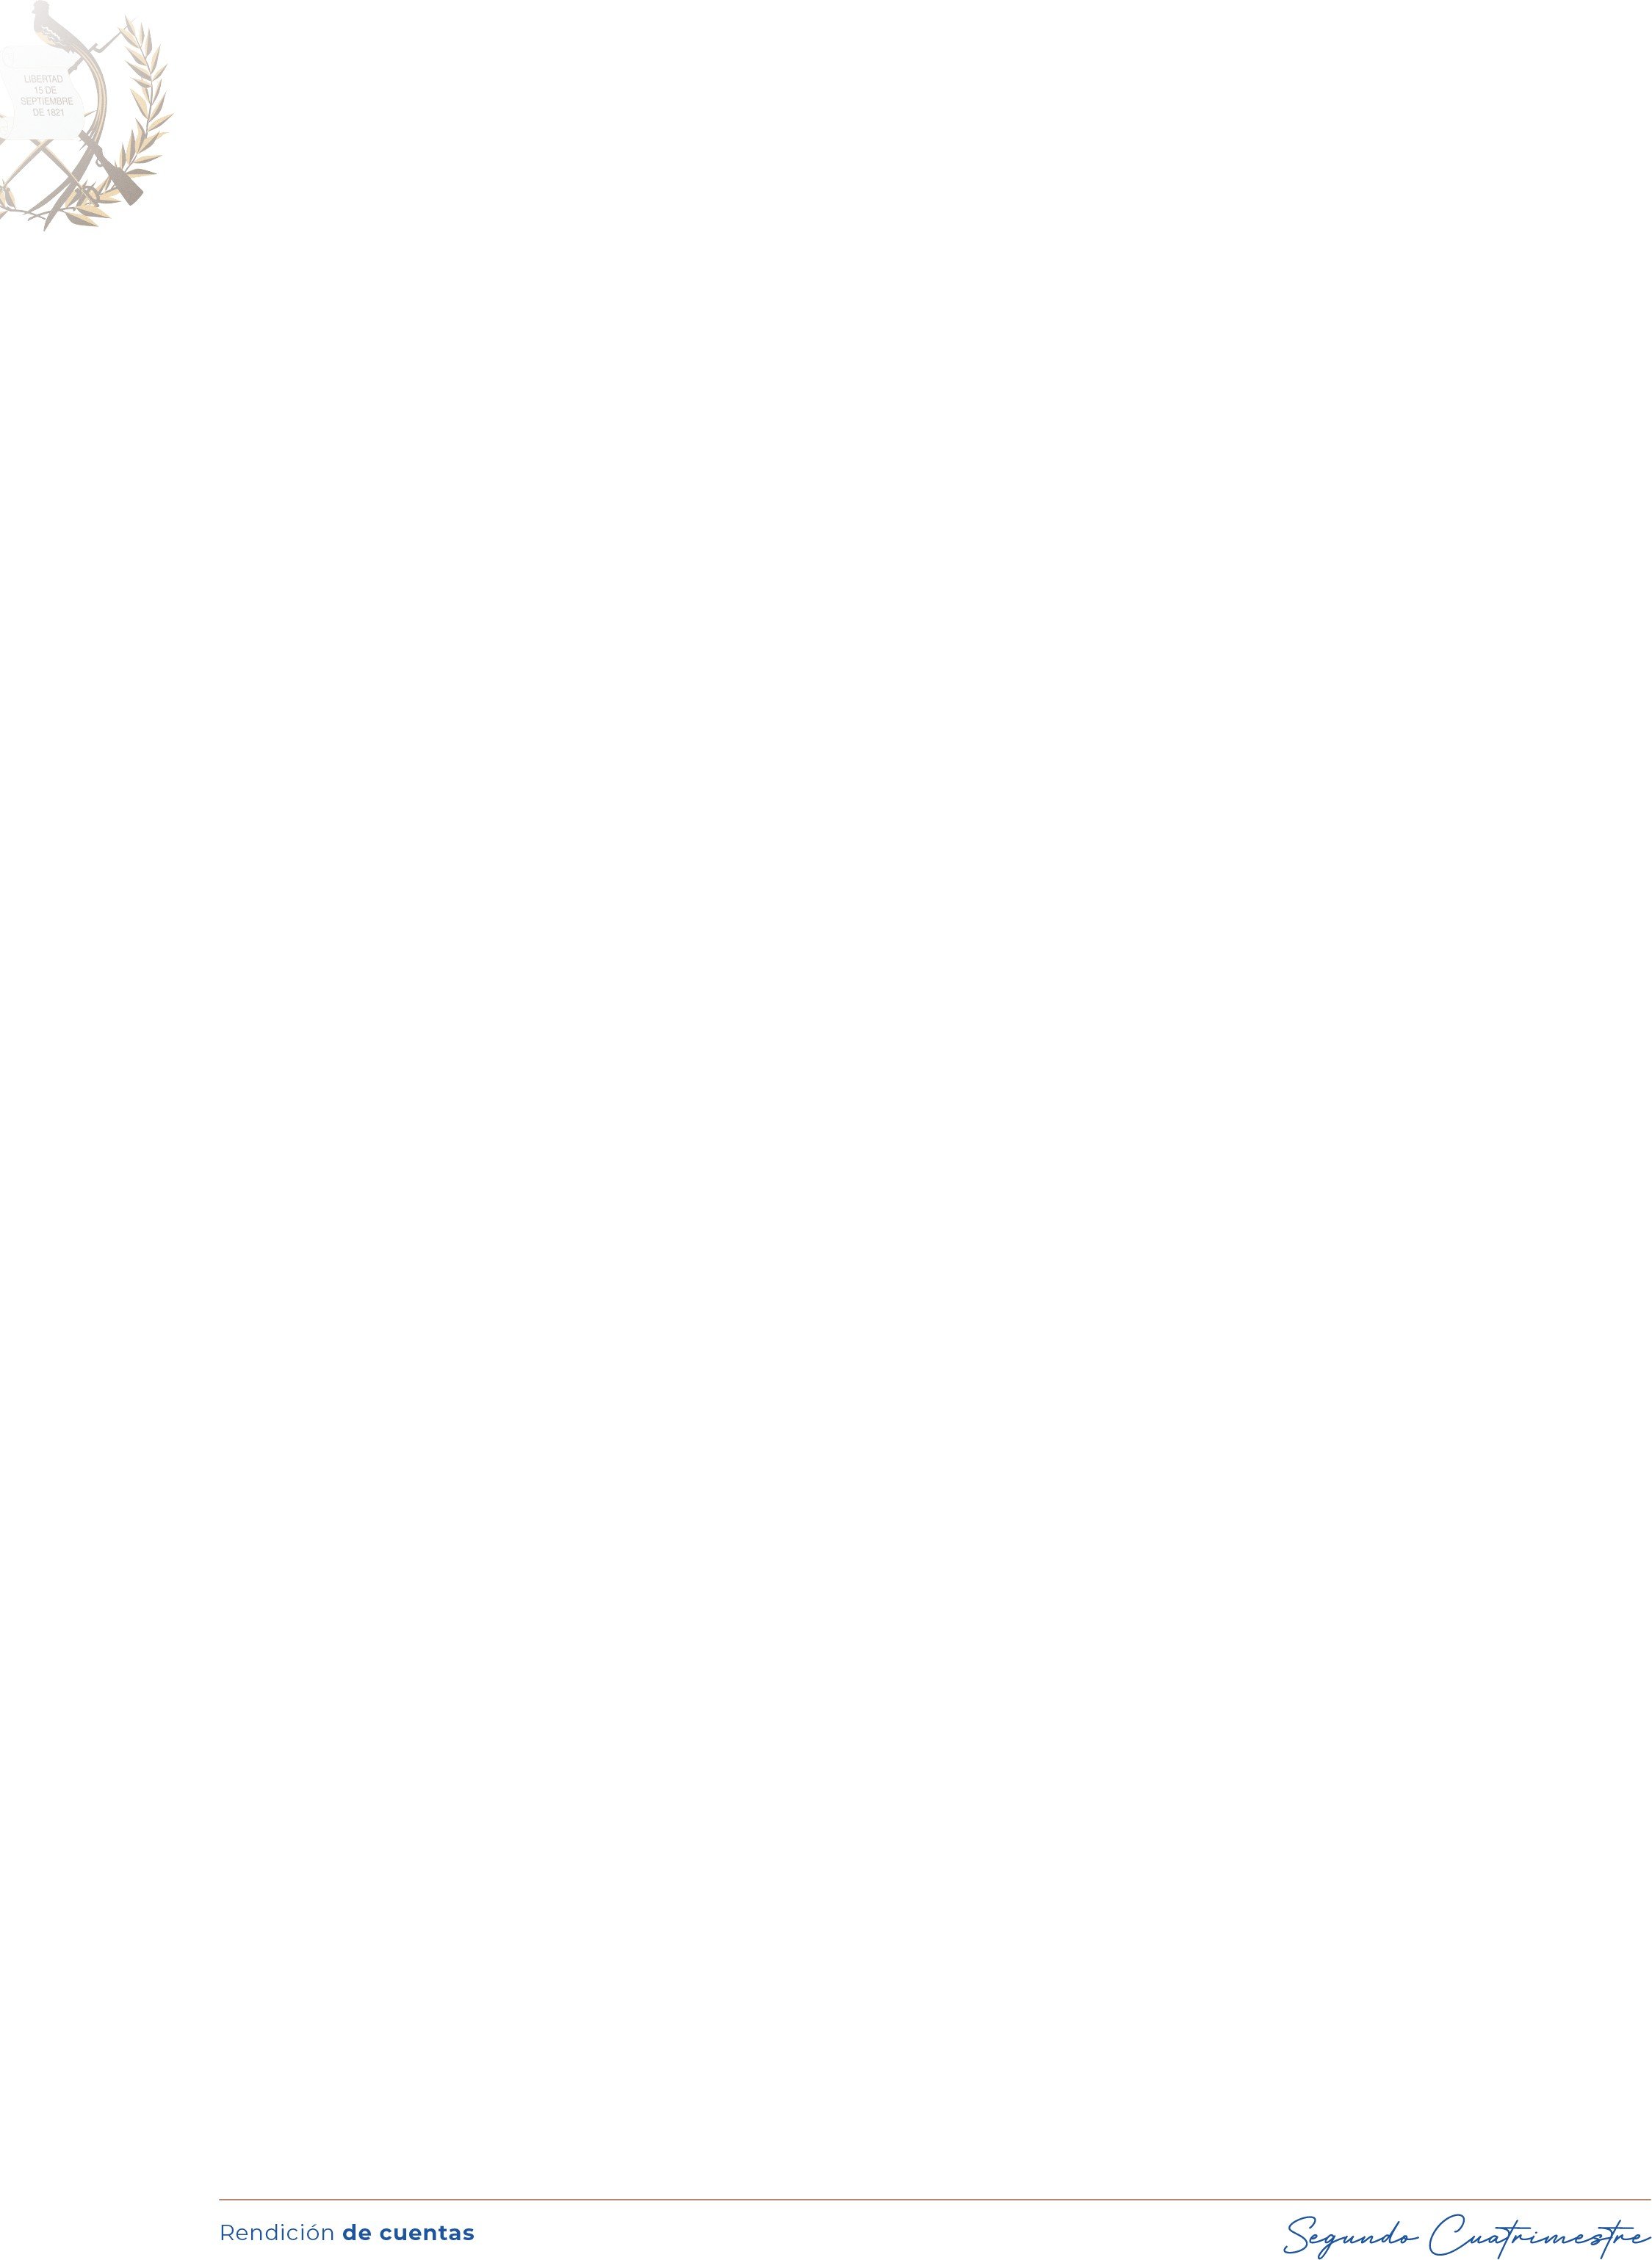 LIBERTAD
15 DE
SEPTIEMBRE
DE 1821
Rendición de cuentas
Segundo Cuatrimestre